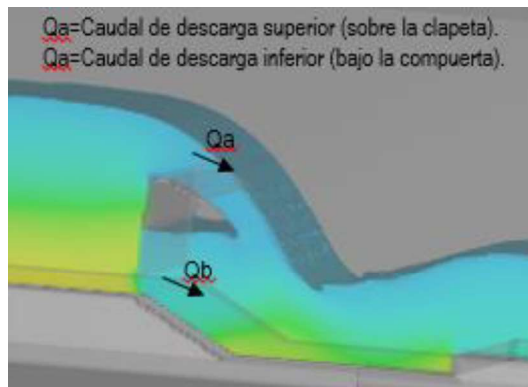 Qa=Caudal de descarga superior (sobre la clapeta).
Qa=Caudal de descarga inferior (bajo la compuerta).
Qa
Qb